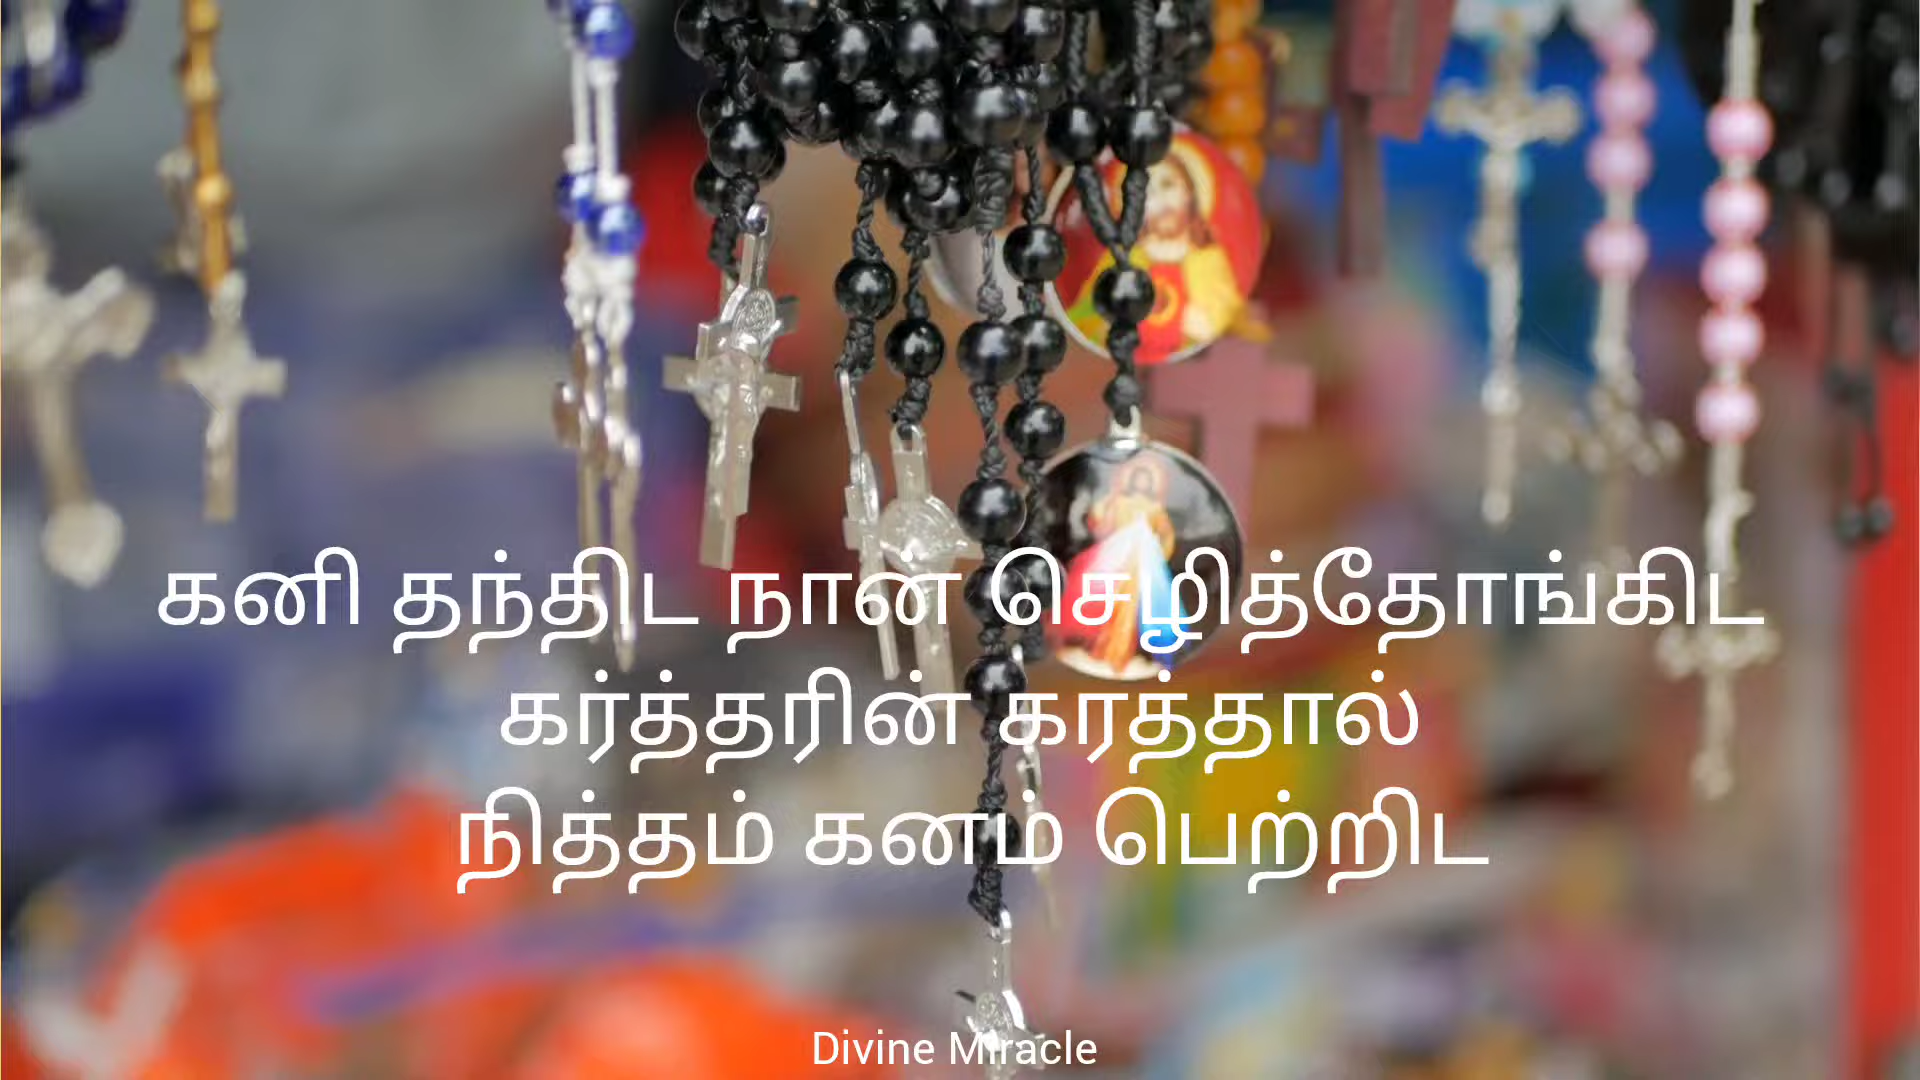 கனி தந்திட நான் செழித்தோங்கிட
கர்த்தரின் கரத்தால்
நித்தம் கனம் பெற்றிட
Divine Miracle